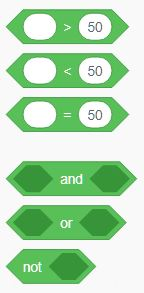 > 50
< 50
= 50
and
or
not